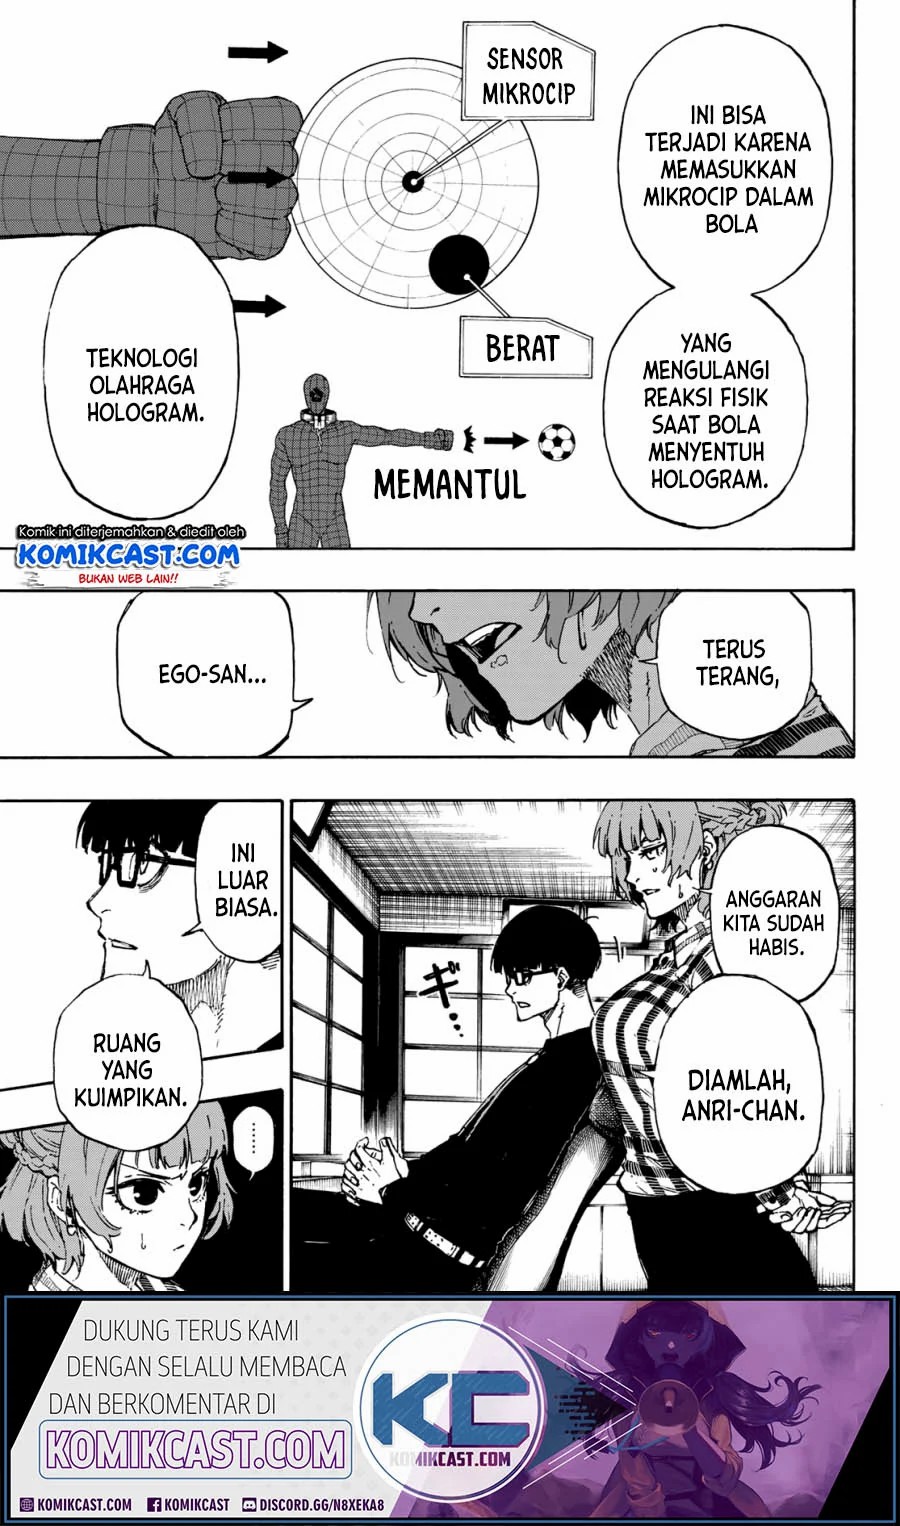 SENSOR
MIKROCIP
INI BISA
TERJADI KARENA
MEMASUKKAN
MIKROCIP DALAM
BOLA
YANG
MENGULANGI
REAKSI FISIK
SAAT BOLA
MENYENTUH
HOLOGRAM.
BERAT
TEKNOLOGI
OLAHRAGA
HOLOGRAM.
MEMANTUL
Komik ini diterjemahkan & diedit oleh
KOMIKCAST.COM
BUKAN WEB LAIN!!
TERUS
TERANG,
EGO-SAN...
ANGGARAN
KITA SUDAH
HABIS.
ギ
DIAMLAH,
ANRI-CHAN.
INI
LUAR
BIASA.
RUANG
YANG
KUIMPIKAN.
......
DUKUNG TERUS KAMI
DENGAN SELALU MEMBACA
DAN BERKOMENTAR DI
KOMIKCAST.COM
KC
KOMIKCAST.COM
KOMIKCAST.COM KOMIKCAST DISCORD.GG/N8XEKA8